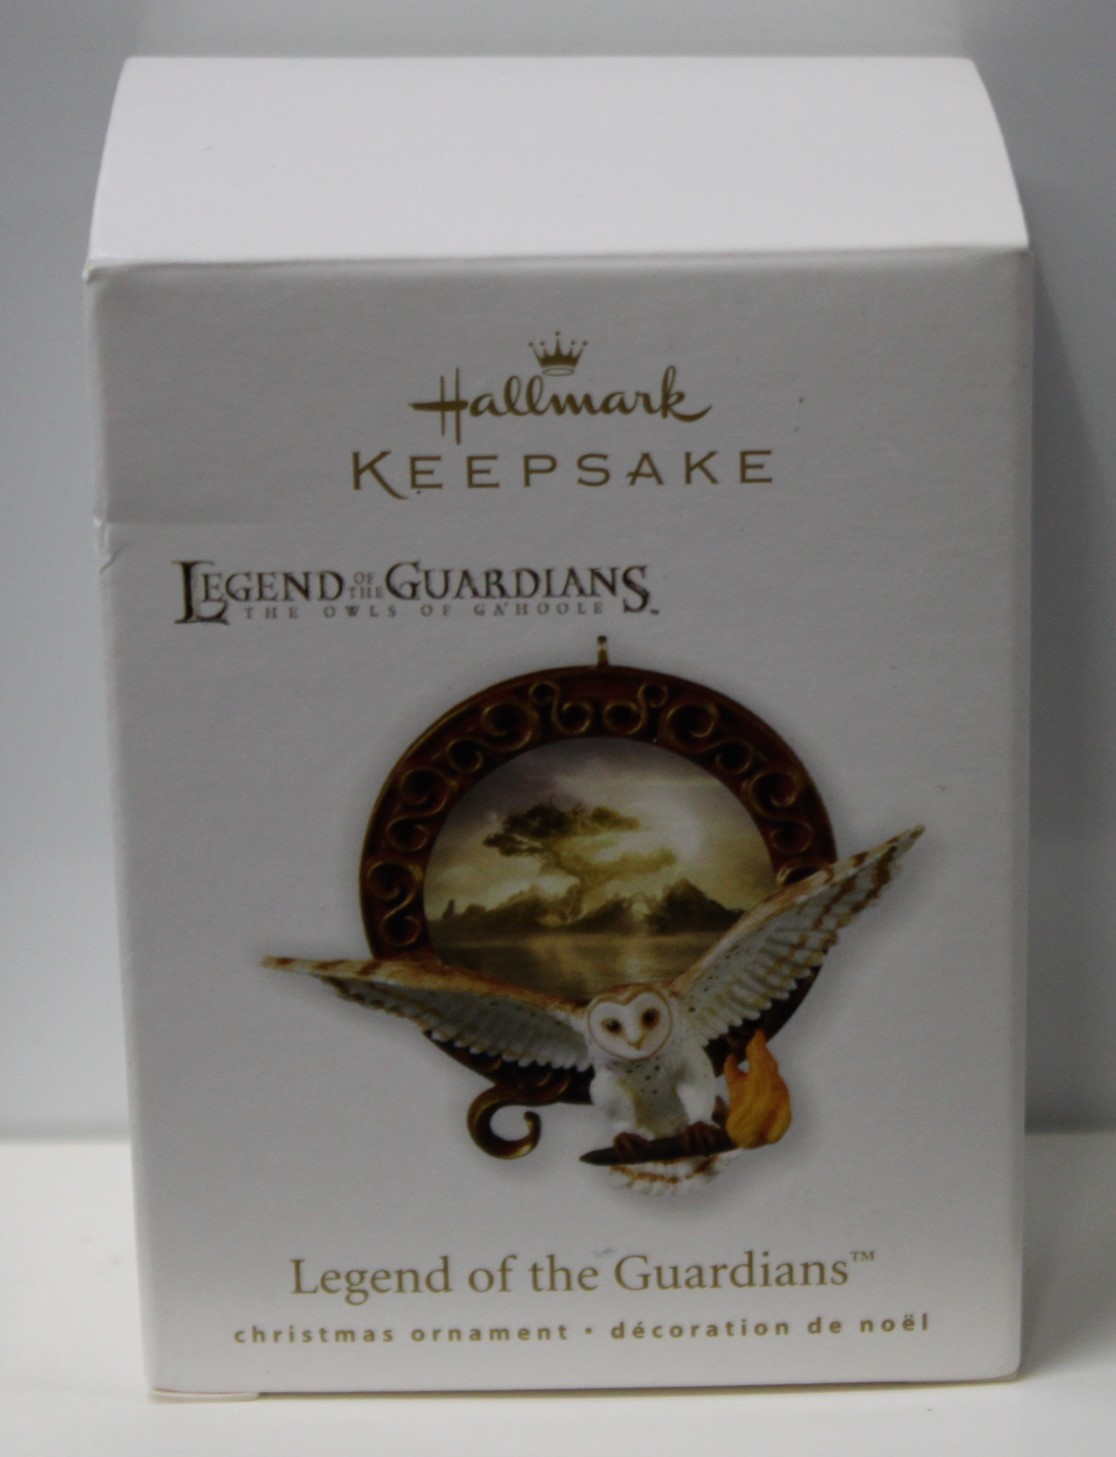 Hallmark
KEEPSAKE
LEGEND OF THE GUARDIANS™
THE OWLS OF GA'HOOLE
Legend of the Guardians™
christmas ornament • décoration de noël